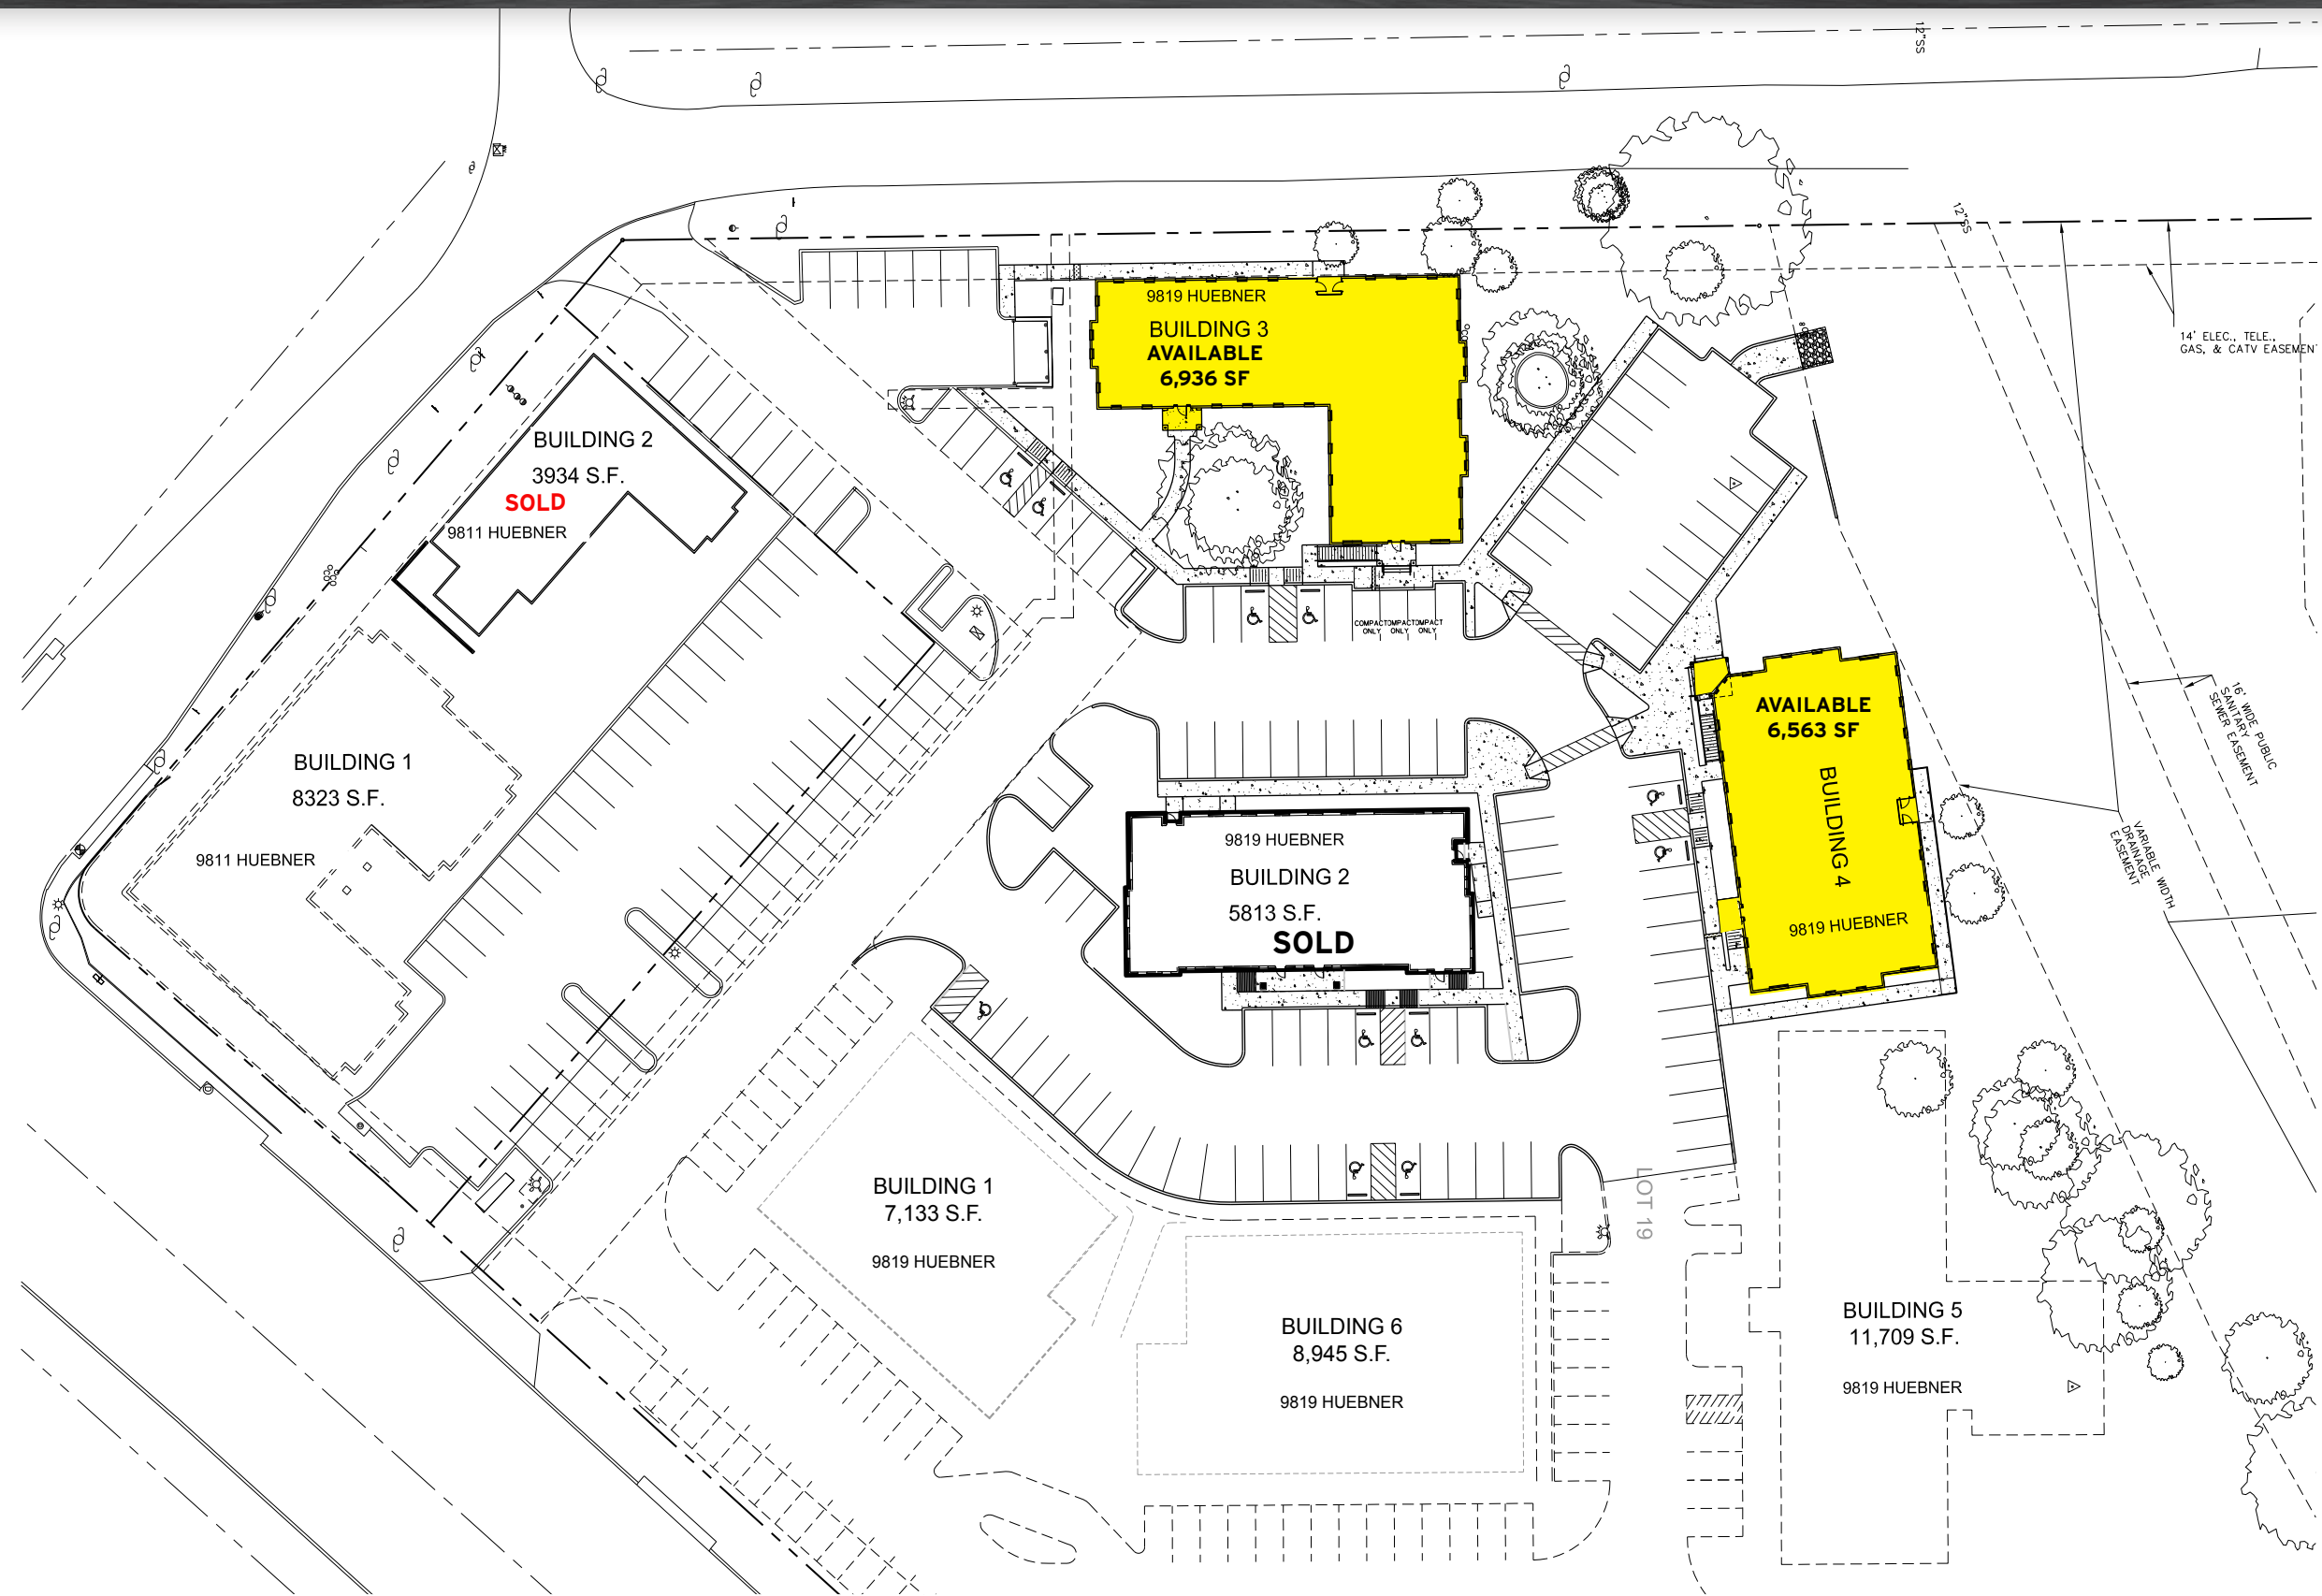 12"SS
12"SS
14' ELEC., TELE.,
GAS, & CATV EASEMEN
9819 HUEBNER
BUILDING 3
AVAILABLE
6,936 SF
BUILDING 2
3934 S.F.
SOLD
9811 HUEBNER
COMPACT
ONLY
COMPACT
ONLY
COMPACT
ONLY
AVAILABLE
6,563 SF
BUILDING 4
9819 HUEBNER
16' WIDE PUBLIC
SANITARY
SEWER EASEMENT
VARIABLE WIDTH
DRAINAGE
EASEMENT
BUILDING 1
8323 S.F.
9811 HUEBNER
9819 HUEBNER
BUILDING 2
5813 S.F.
SOLD
BUILDING 1
7,133 S.F.
9819 HUEBNER
LOT 19
BUILDING 6
8,945 S.F.
9819 HUEBNER
BUILDING 5
11,709 S.F.
9819 HUEBNER